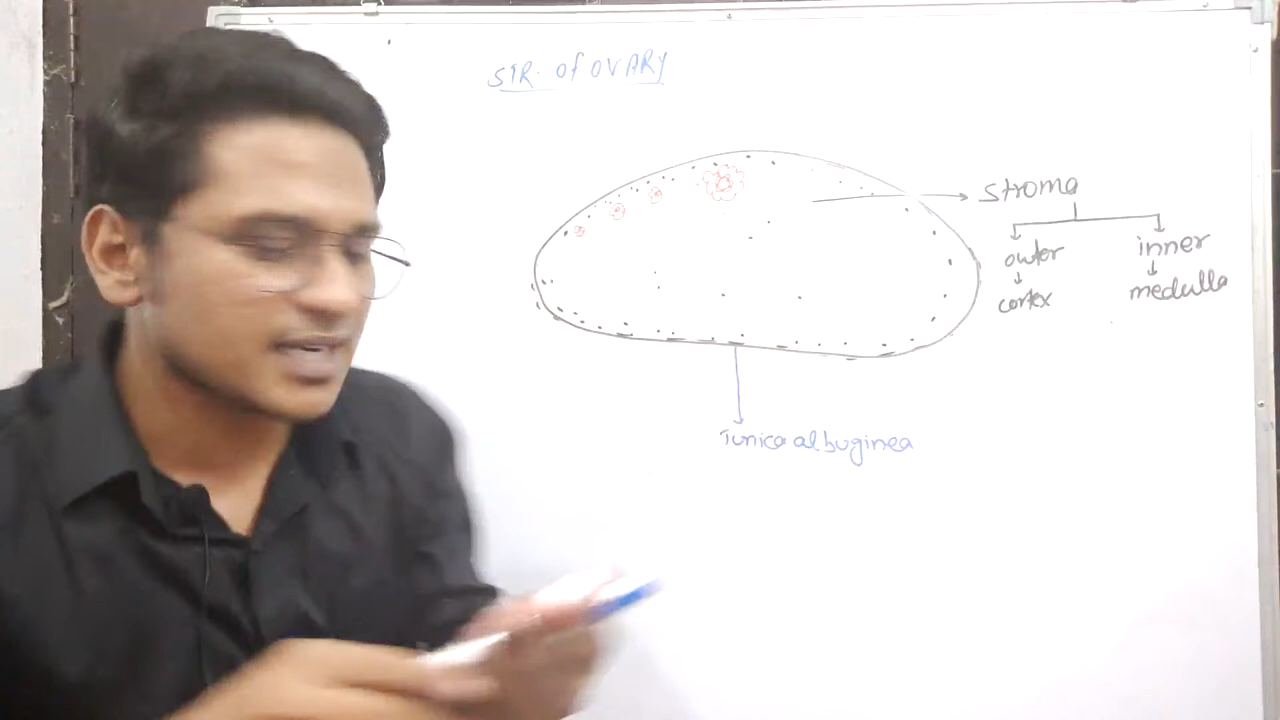 STR. Of OVARY
Stroma
outer
inner
cortex
medulla
Tunica albuginea